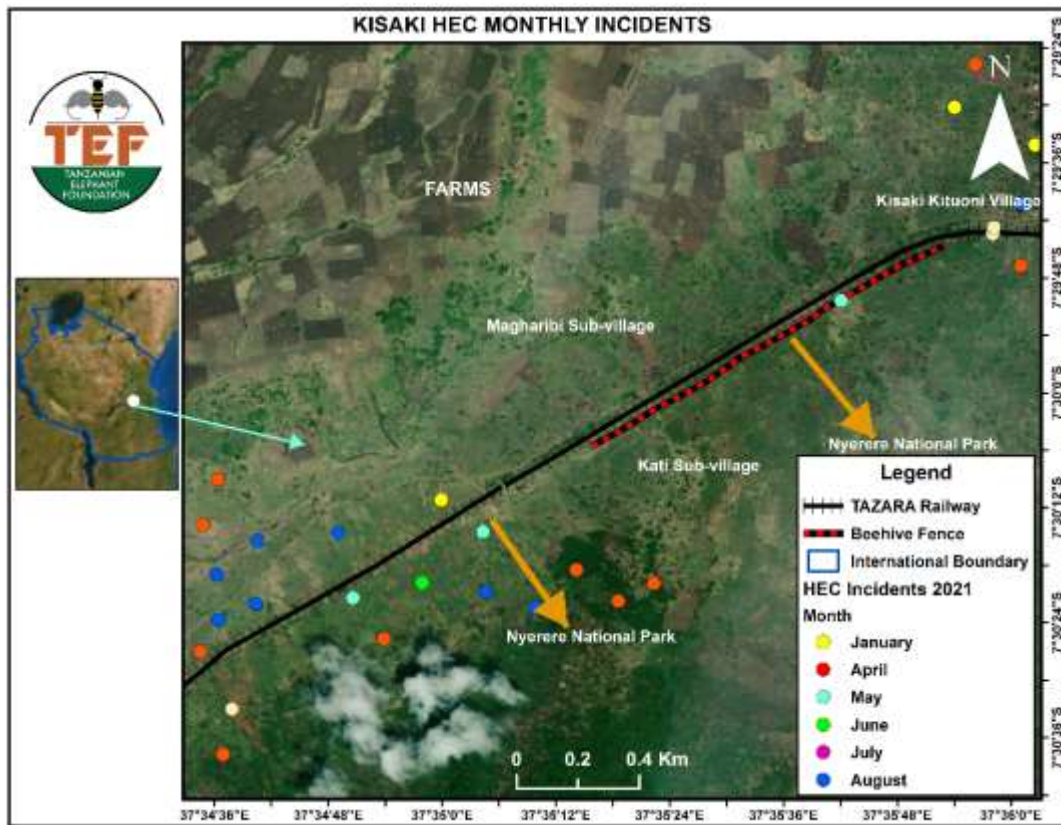 KISAKI HEC MONTHLY INCIDENTS
TEF
TANZANIAN
ELEPHANT
FOUNDATION
N
FARMS
Kisaki Kituoni Village
Magharibi Sub-village
Nyerere National Park
Kati Sub-village
Nyerere National Park
Legend
TAZARA Railway
Beehive Fence
International Boundary
HEC Incidents 2021
Month
January
April
May
June
July
August
0 0.2 0.4 Km
7°29'36"S
7°29'48"S
7°30'0"S
7°30'12"S
7°30'24"S
7°30'36"S
37°34'36"E 37°34'48"E 37°35'0"E 37°36'12"E 37°35'24"E 37°35'36"E 37°35'48"E 37°36'0"E